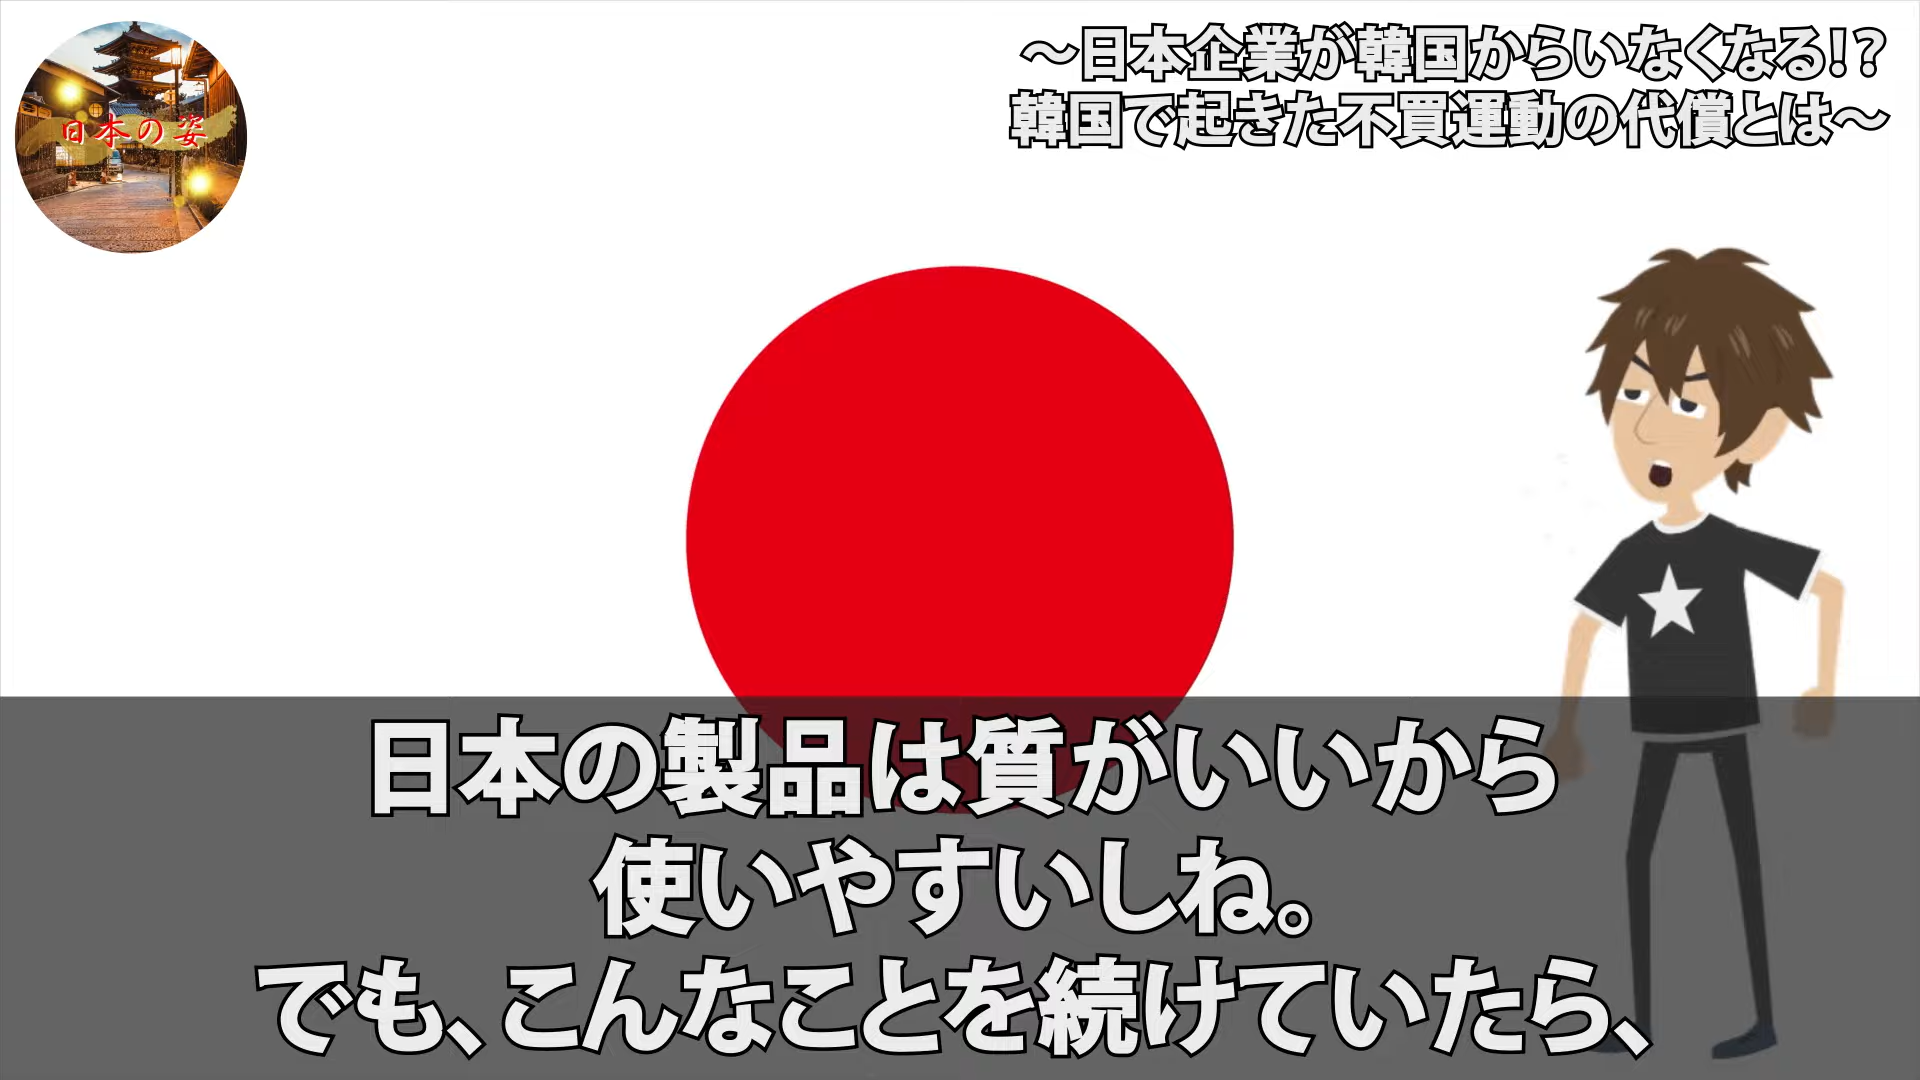 日本の姿
～日本企業が韓国からいなくなる！？
韓国で起きた不買運動の代償とは～
日本の製品は質がいいから
使いやすいしね。
でも、こんなことを続けていたら、